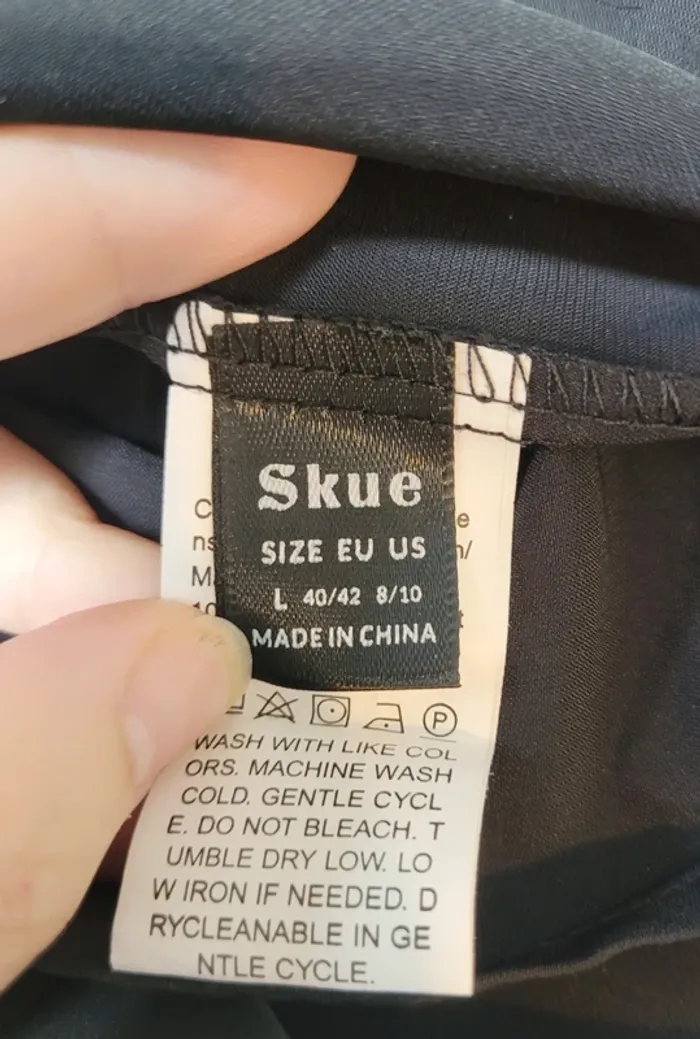 Skue
SIZE EU US
L 40/42 8/10
MADE IN CHINA
P
WASH WITH LIKE COL
ORS. MACHINE WASH
COLD. GENTLE CYCL
E. DO NOT BLEACH. T
UMBLE DRY LOW. LO
W IRON IF NEEDED. D
RYCLEANABLE IN GE
NTLE CYCLE.